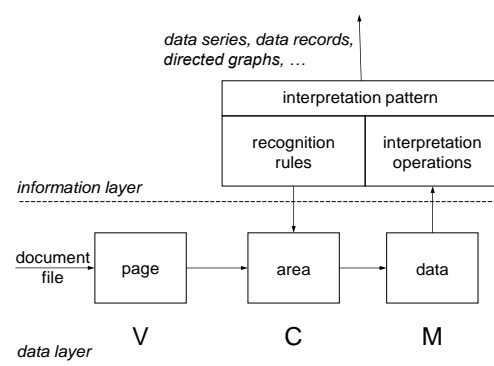 data series, data records,
directed graphs, …
interpretation pattern
recognition
rules
interpretation
operations
information layer
document
file
page
area
data
V
C
M
data layer